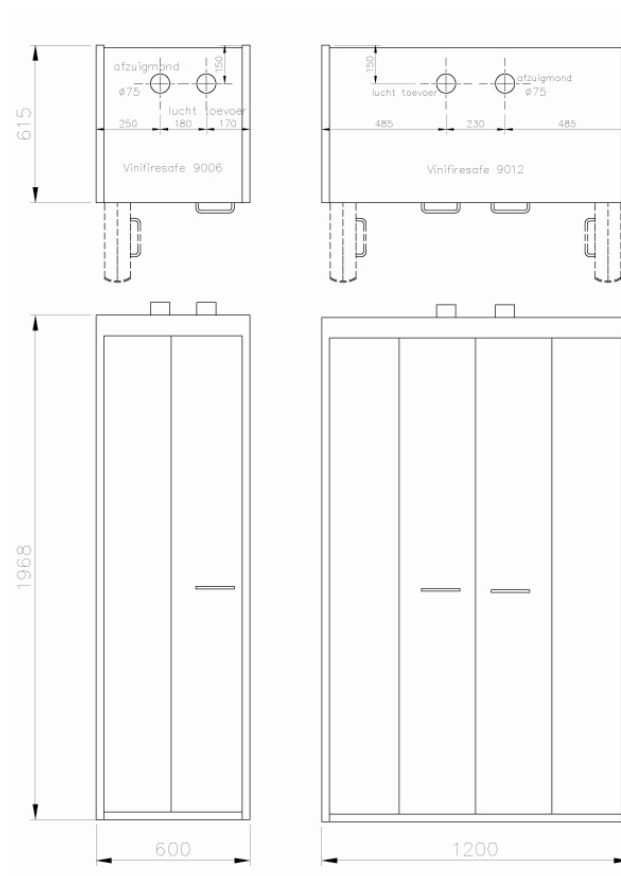 afzuigmond
150
ø75
lucht toevoer
250
180
170
615
Vinifiresafe 9006
150
lucht toevoer
afzuigmond
ø75
485
230
485
Vinifiresafe 9012
1968
600
1200